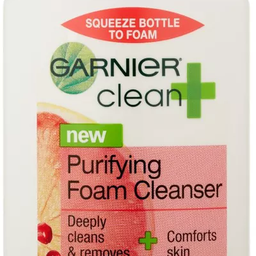 SQUEEZE BOTTLE
TO FOAM
GARNIER
clean+
new
Purifying
Foam Cleanser
Deeply
cleans
& removes
+
Comforts
skin